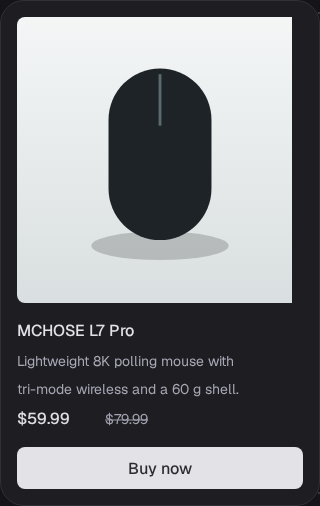 MCHOSE L7 Pro
Lightweight 8K polling mouse with
tri-mode wireless and a 60 g shell.
$59.99 $79.99
Buy now